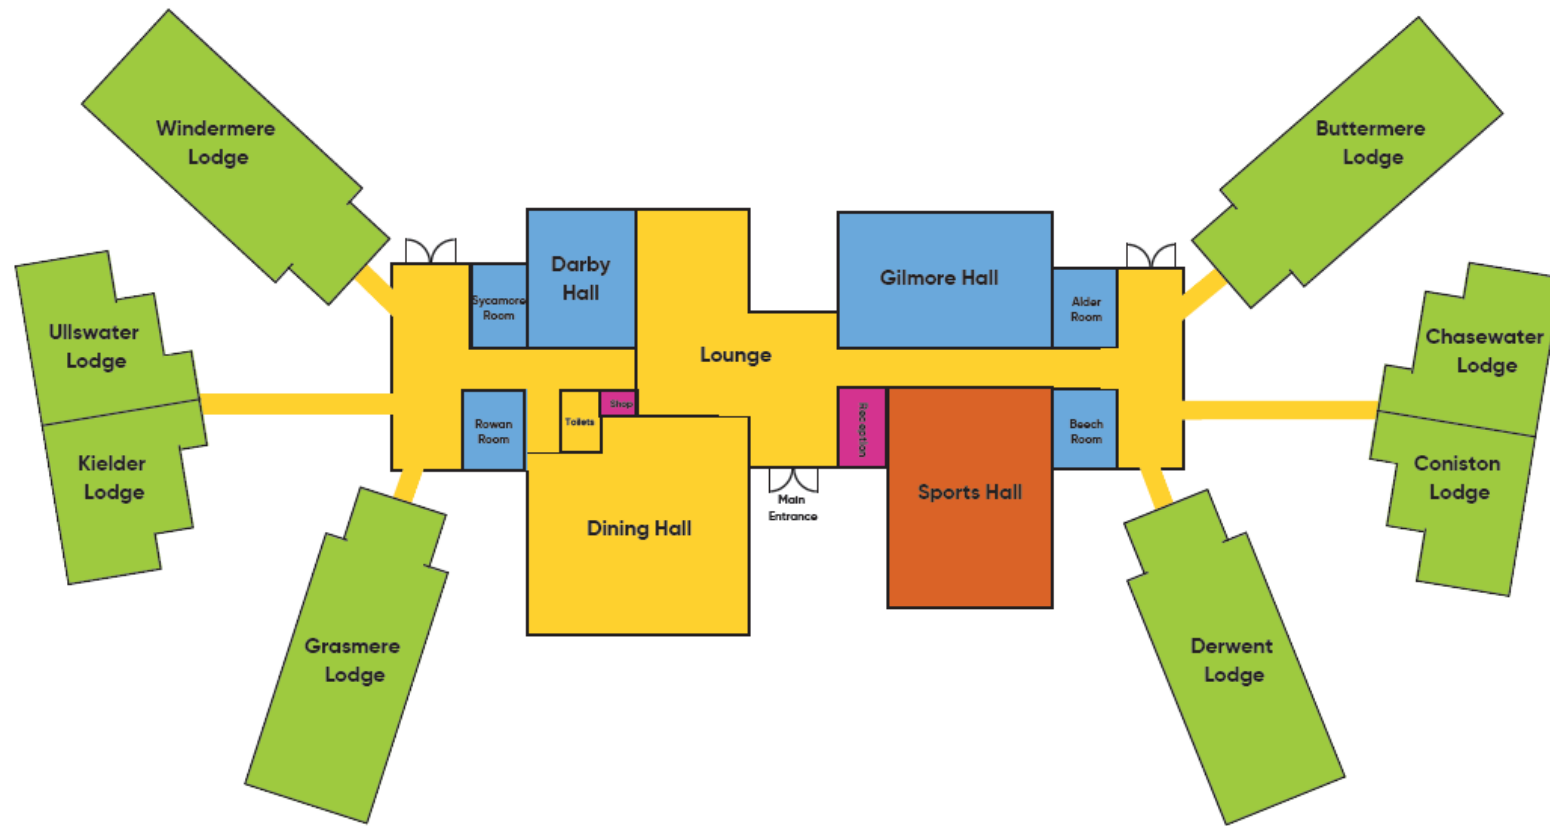 Windermere
Lodge
Buttermere
Lodge
Darby
Hall
Gilmore Hall
Sycamore
Room
Alder
Room
Ullswater
Lodge
Lounge
Chasewater
Lodge
Shop
Toilets
Rowan
Room
Reception
Beech
Room
Kielder
Lodge
Coniston
Lodge
Sports Hall
Main
Entrance
Dining Hall
Grasmere
Lodge
Derwent
Lodge